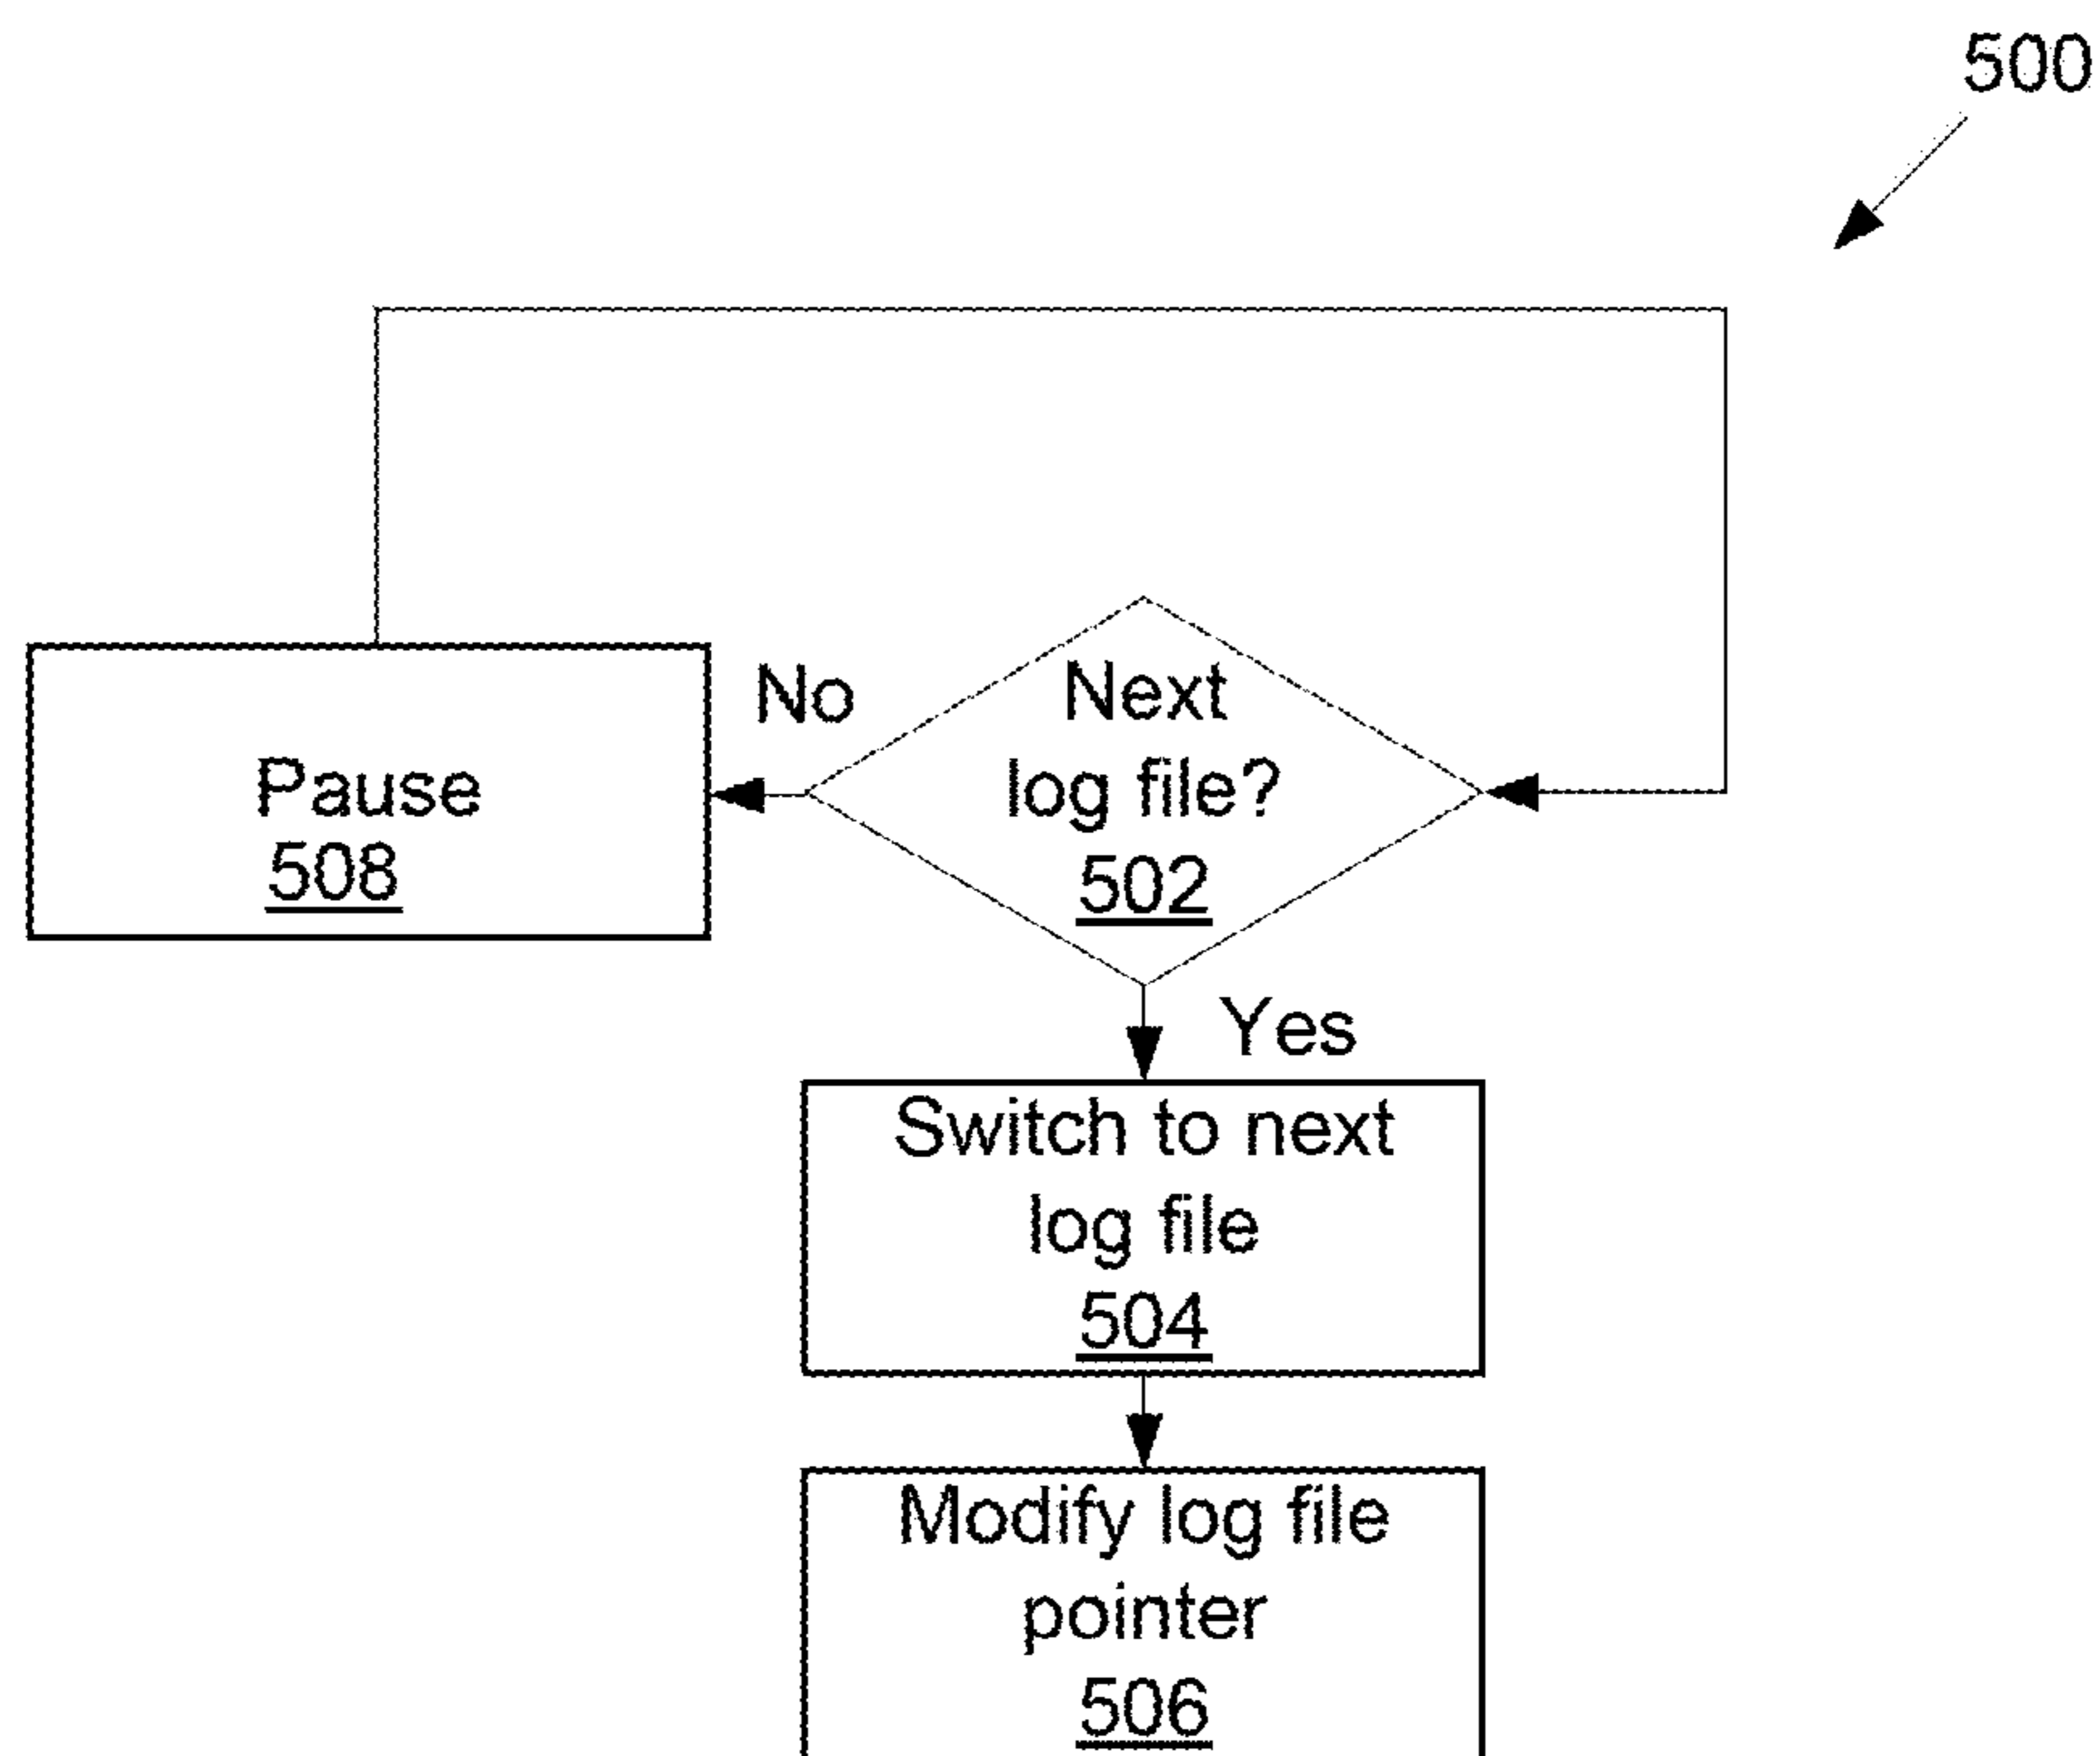 500
No
Next
log file?
502
Pause
508
Yes
Switch to next
log file
504
Modify log file
pointer
506